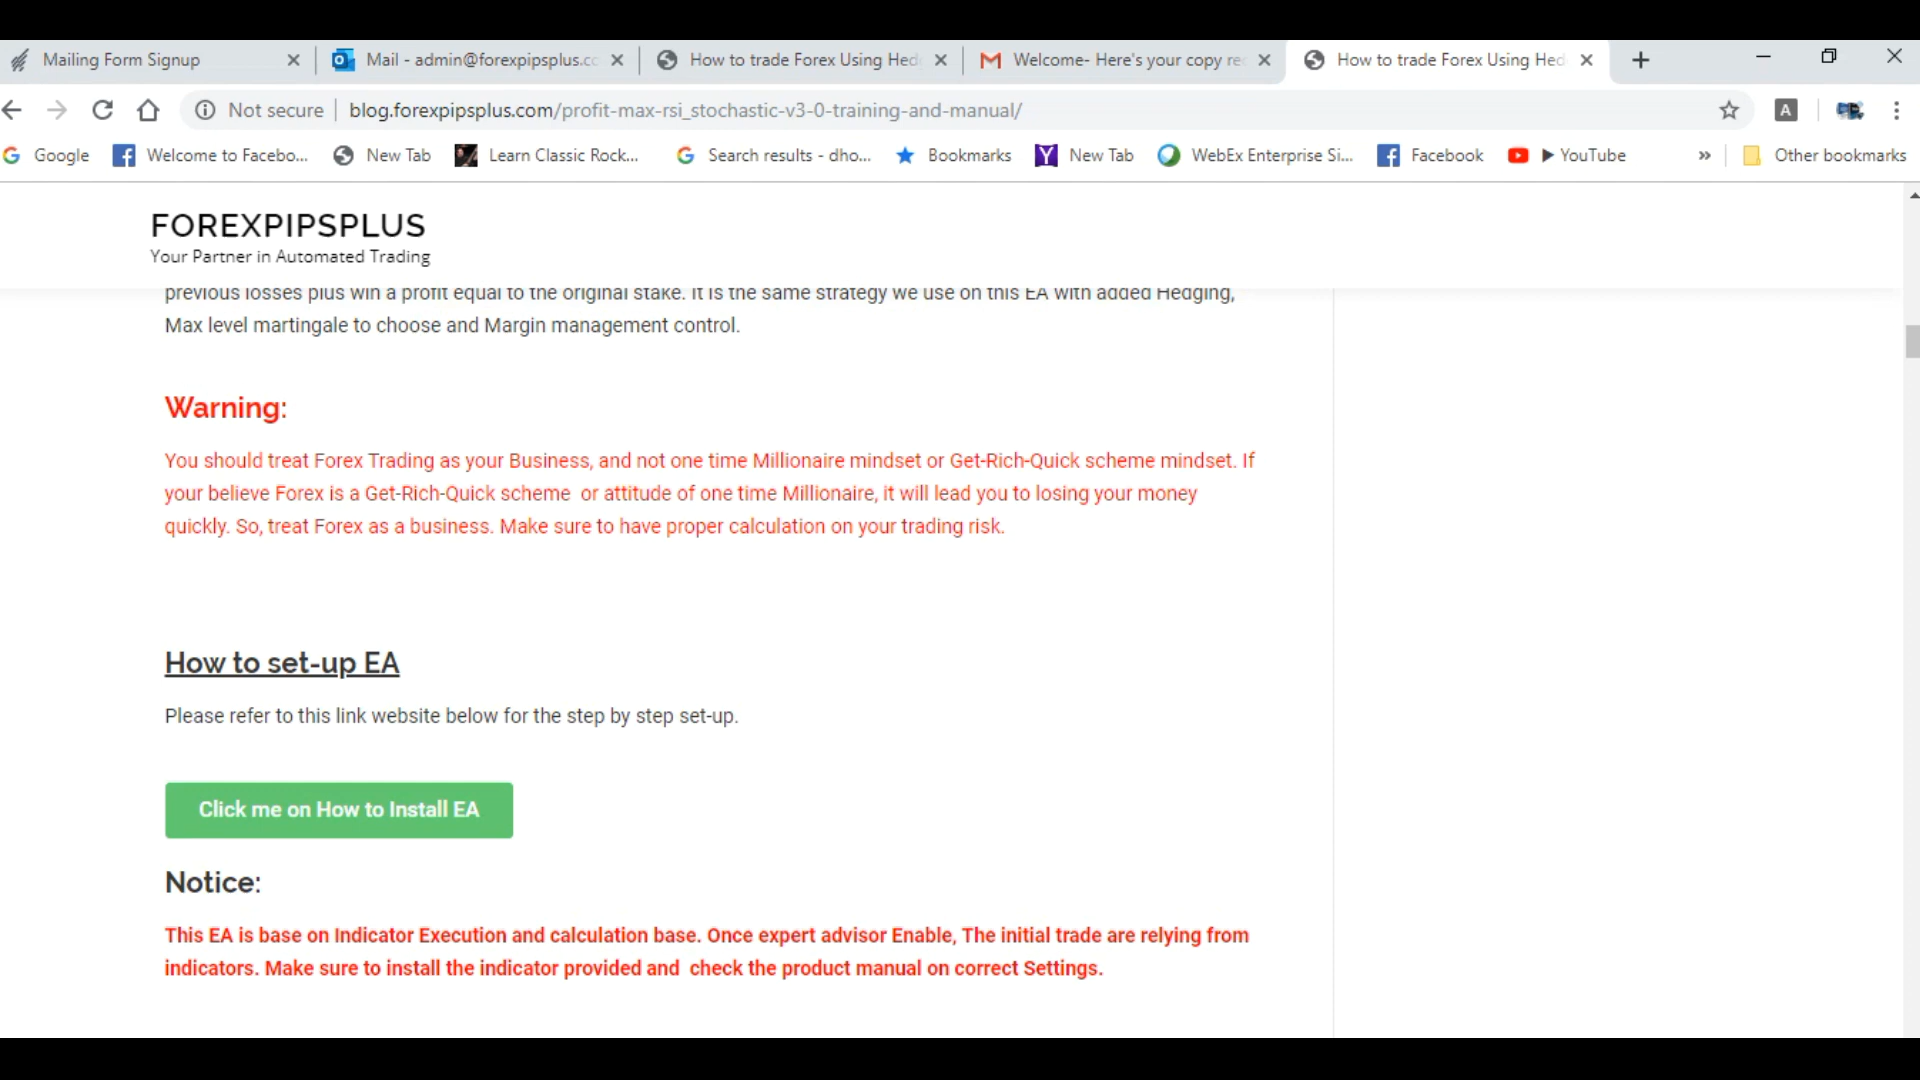 Mailing Form Signup
Mail - admin@forexpipsplus.cc
How to trade Forex Using Hed
Welcome- Here's your copy re
How to trade Forex Using Hed
Not secure blog.forexpipsplus.com/profit-max-rsi_stochastic-v3-0-training-and-manual/
A
Google Welcome to Facebo... New Tab Learn Classic Rock... Search results - dho... Bookmarks New Tab WebEx Enterprise Si... Facebook ▶ YouTube » Other bookmarks
FOREXPIPSPLUS
Your Partner in Automated Trading
previous losses plus win a profit equal to the original stake. It is the same strategy we use on this EA with added Hedging,
Max level martingale to choose and Margin management control.
Warning:
You should treat Forex Trading as your Business, and not one time Millionaire mindset or Get-Rich-Quick scheme mindset. If
your believe Forex is a Get-Rich-Quick scheme or attitude of one time Millionaire, it will lead you to losing your money
quickly. So, treat Forex as a business. Make sure to have proper calculation on your trading risk.
How to set-up EA
Please refer to this link website below for the step by step set-up.
Click me on How to Install EA
Notice:
This EA is base on Indicator Execution and calculation base. Once expert advisor Enable, The initial trade are relying from
indicators. Make sure to install the indicator provided and check the product manual on correct Settings.